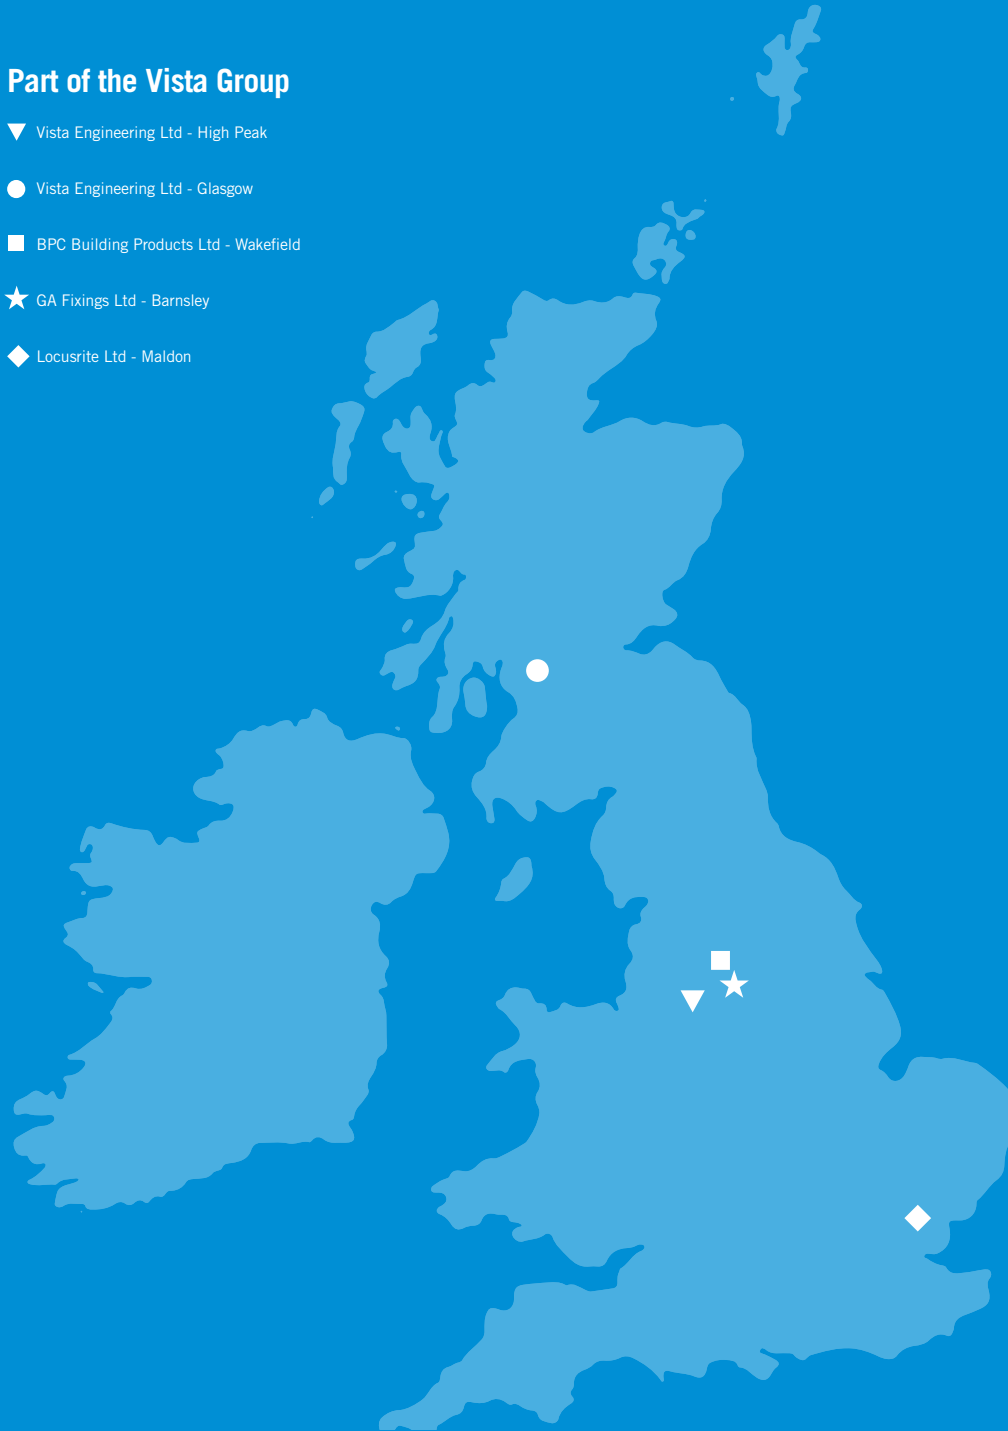 Part of the Vista Group
Vista Engineering Ltd - High Peak
Vista Engineering Ltd - Glasgow
BPC Building Products Ltd - Wakefield
GA Fixings Ltd - Barnsley
Locusrite Ltd - Maldon